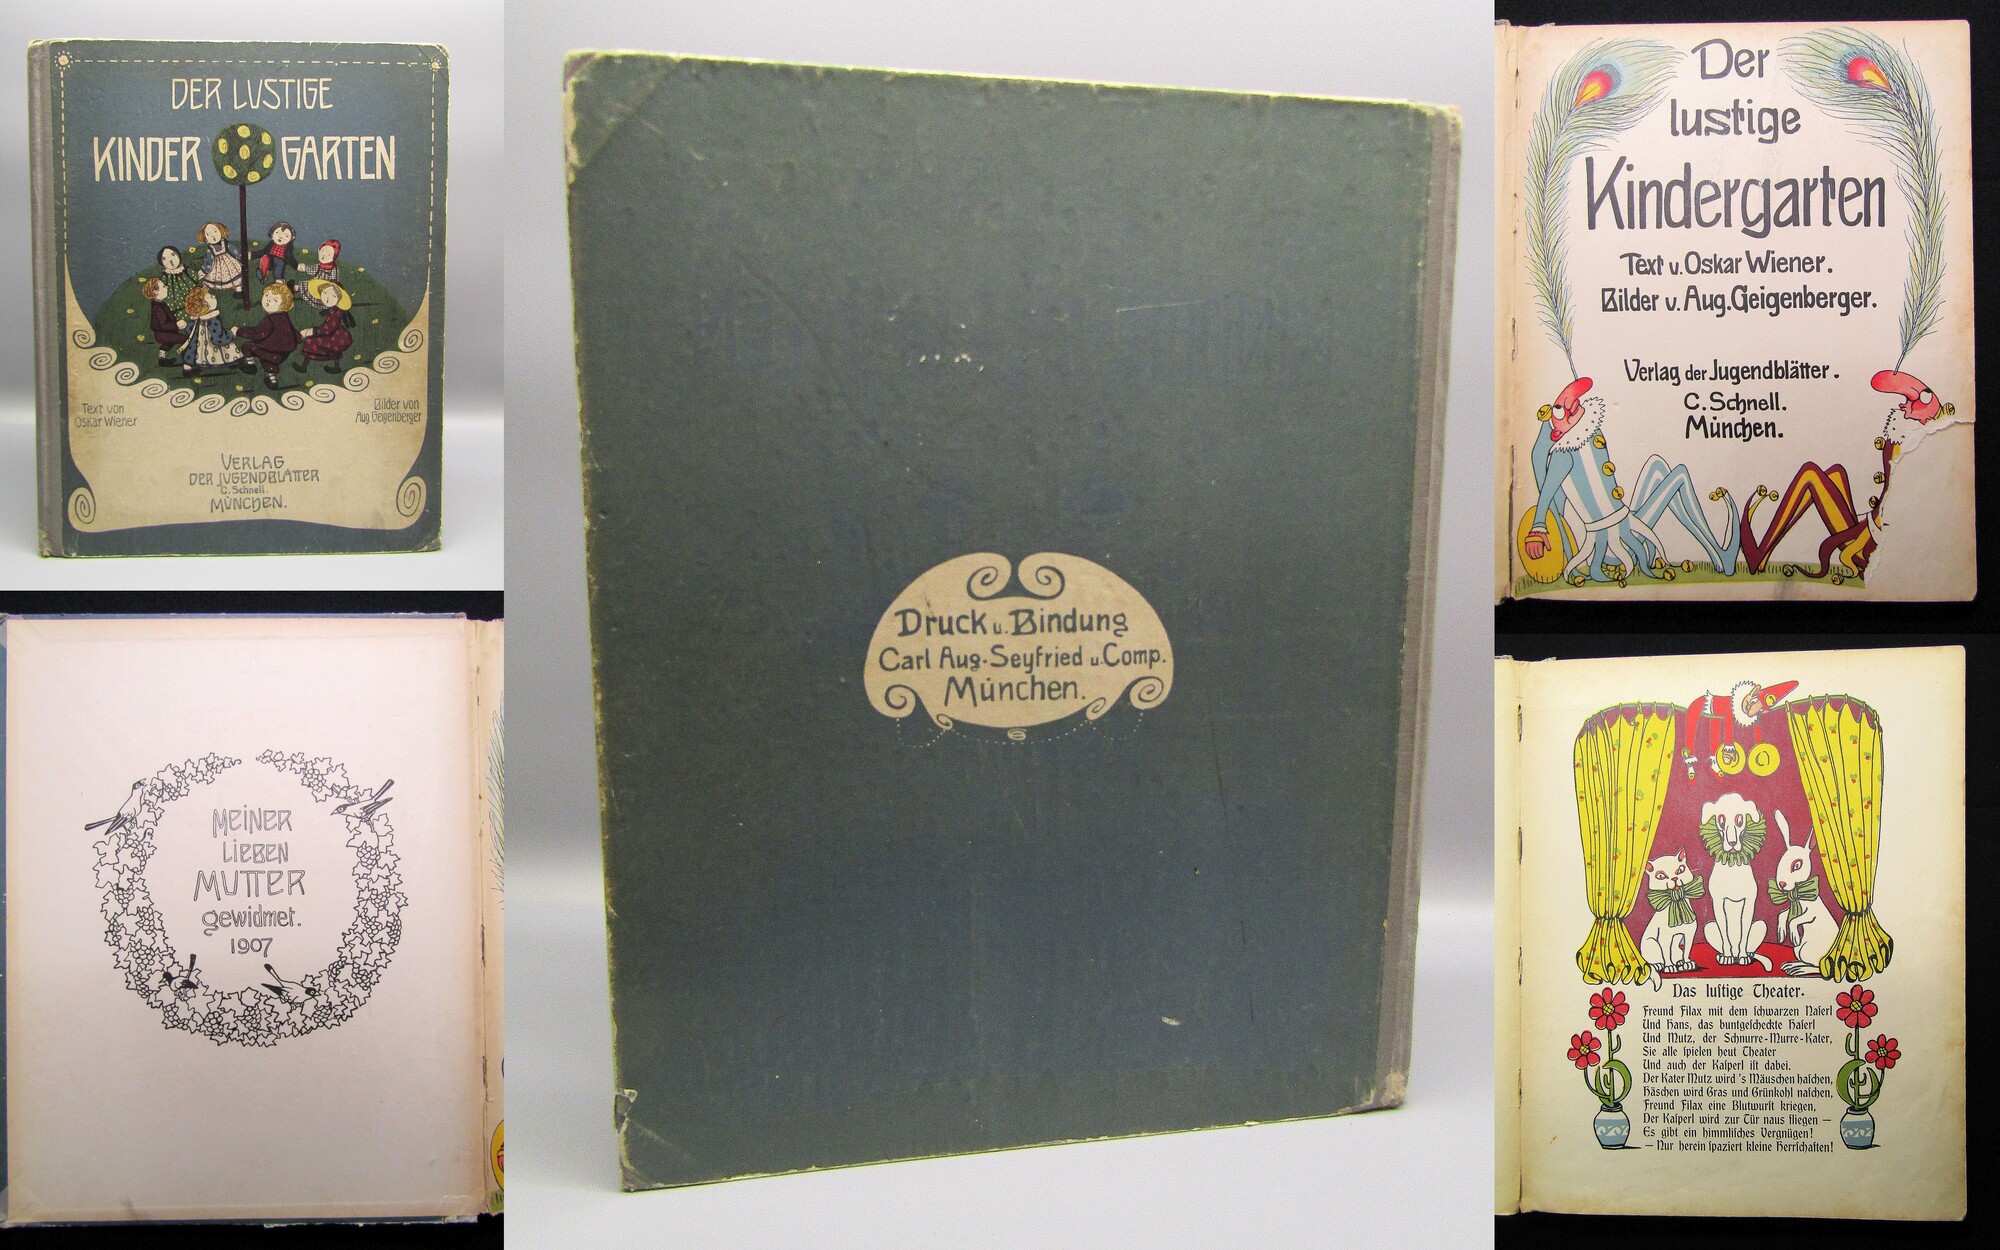 DER LUSTIGE
KINDER GARTEN
Text von
Oskar Wiener
Bilder von
Aug. Geigenberger
VERLAG
DER JUGENDBLÄTTER
C. Schnell.
MÜNCHEN.
MEINER
LIEBEN
MUTTER
gewidmet.
1907
Druck u. Bindung
Carl Aug. Seyfried u. Comp.
München.
Der
lustige
Kindergarten
Text v. Oskar Wiener.
Bilder v. Aug. Geigenberger.
Verlag der Jugendblätter.
C. Schnell.
München.
Das luſtige Theater.
Freund Filax mit dem ſchwarzen Naſerl
Und Hans, das buntgeſcheckte Haſerl
Und Mutz, der Schnurre-Murre-Kater,
Sie alle ſpielen heut Theater
Und auch der Kaſperl iſt dabei.
Der Kater Mutz wird 's Mäuschen haſchen,
Häschen wird Gras und Grünkohl naſchen,
Freund Filax eine Blutwurſt kriegen,
Der Kaſperl wird zur Tür naus fliegen —
Es gibt ein himmliſches Vergnügen!
— Nur herein ſpaziert kleine Herrſchaften!